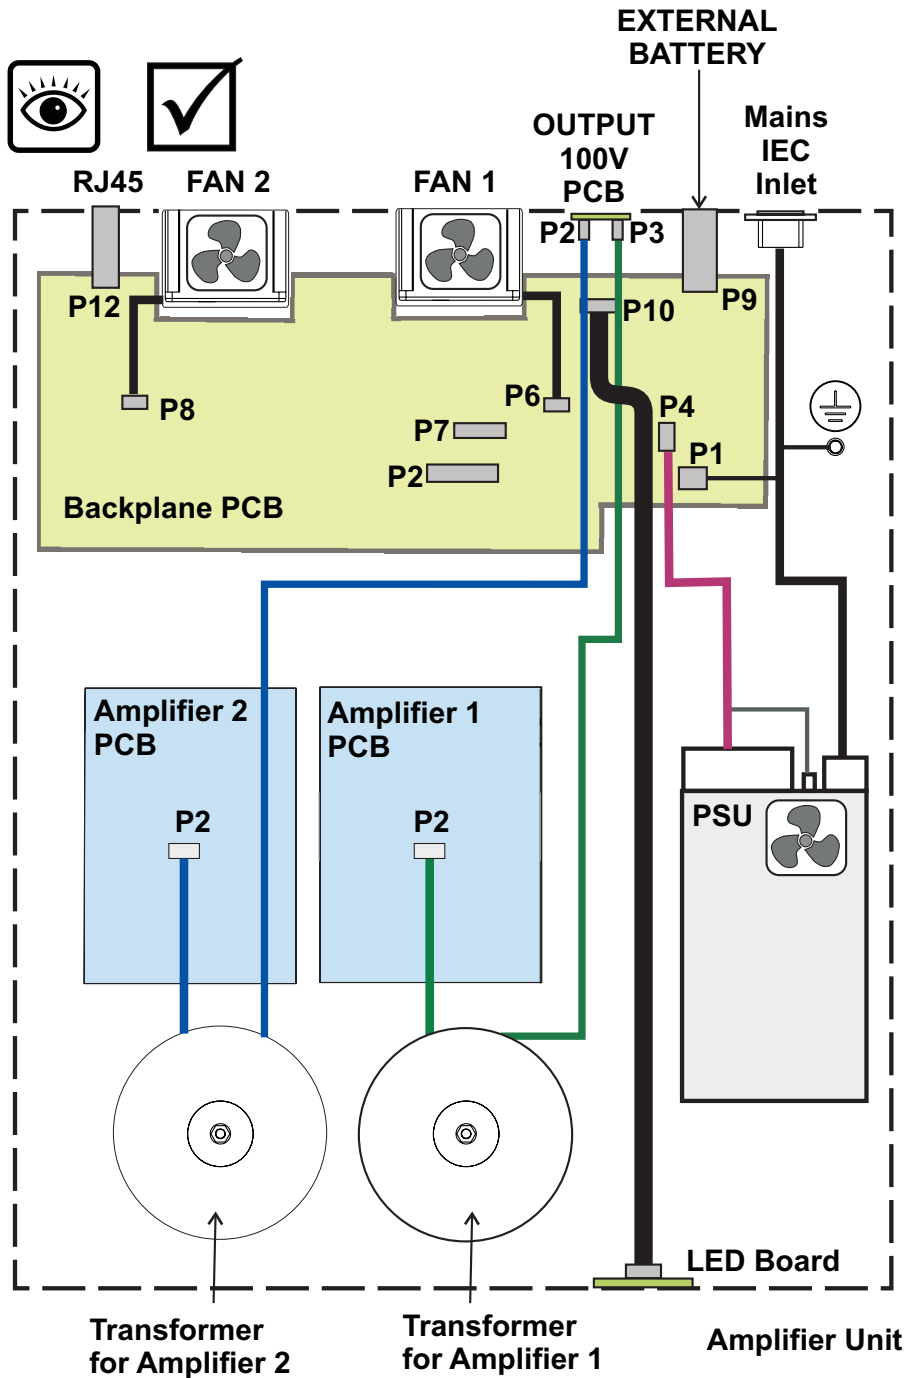 EXTERNAL
BATTERY
OUTPUT
100V
PCB
Mains
IEC
Inlet
RJ45
FAN 2
FAN 1
P2
P3
P12
P10
P9
P8
P6
P4
P7
P1
P2
Backplane PCB
Amplifier 2
PCB
Amplifier 1
PCB
PSU
P2
P2
LED Board
Transformer
for Amplifier 2
Transformer
for Amplifier 1
Amplifier Unit